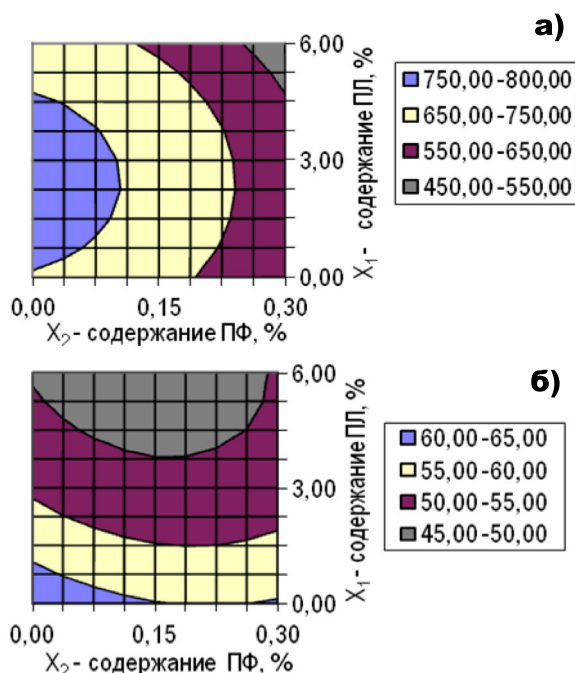 а)
6,00
3,00
0,00
X₁- содержание ПЛ, %
0,00 0,15 0,30
X₂- содержание ПФ, %
750,00-800,00
650,00-750,00
550,00-650,00
450,00-550,00
б)
6,00
3,00
0,00
X₁- содержание ПЛ, %
0,00 0,15 0,30
X₂- содержание ПФ, %
60,00-65,00
55,00-60,00
50,00-55,00
45,00-50,00